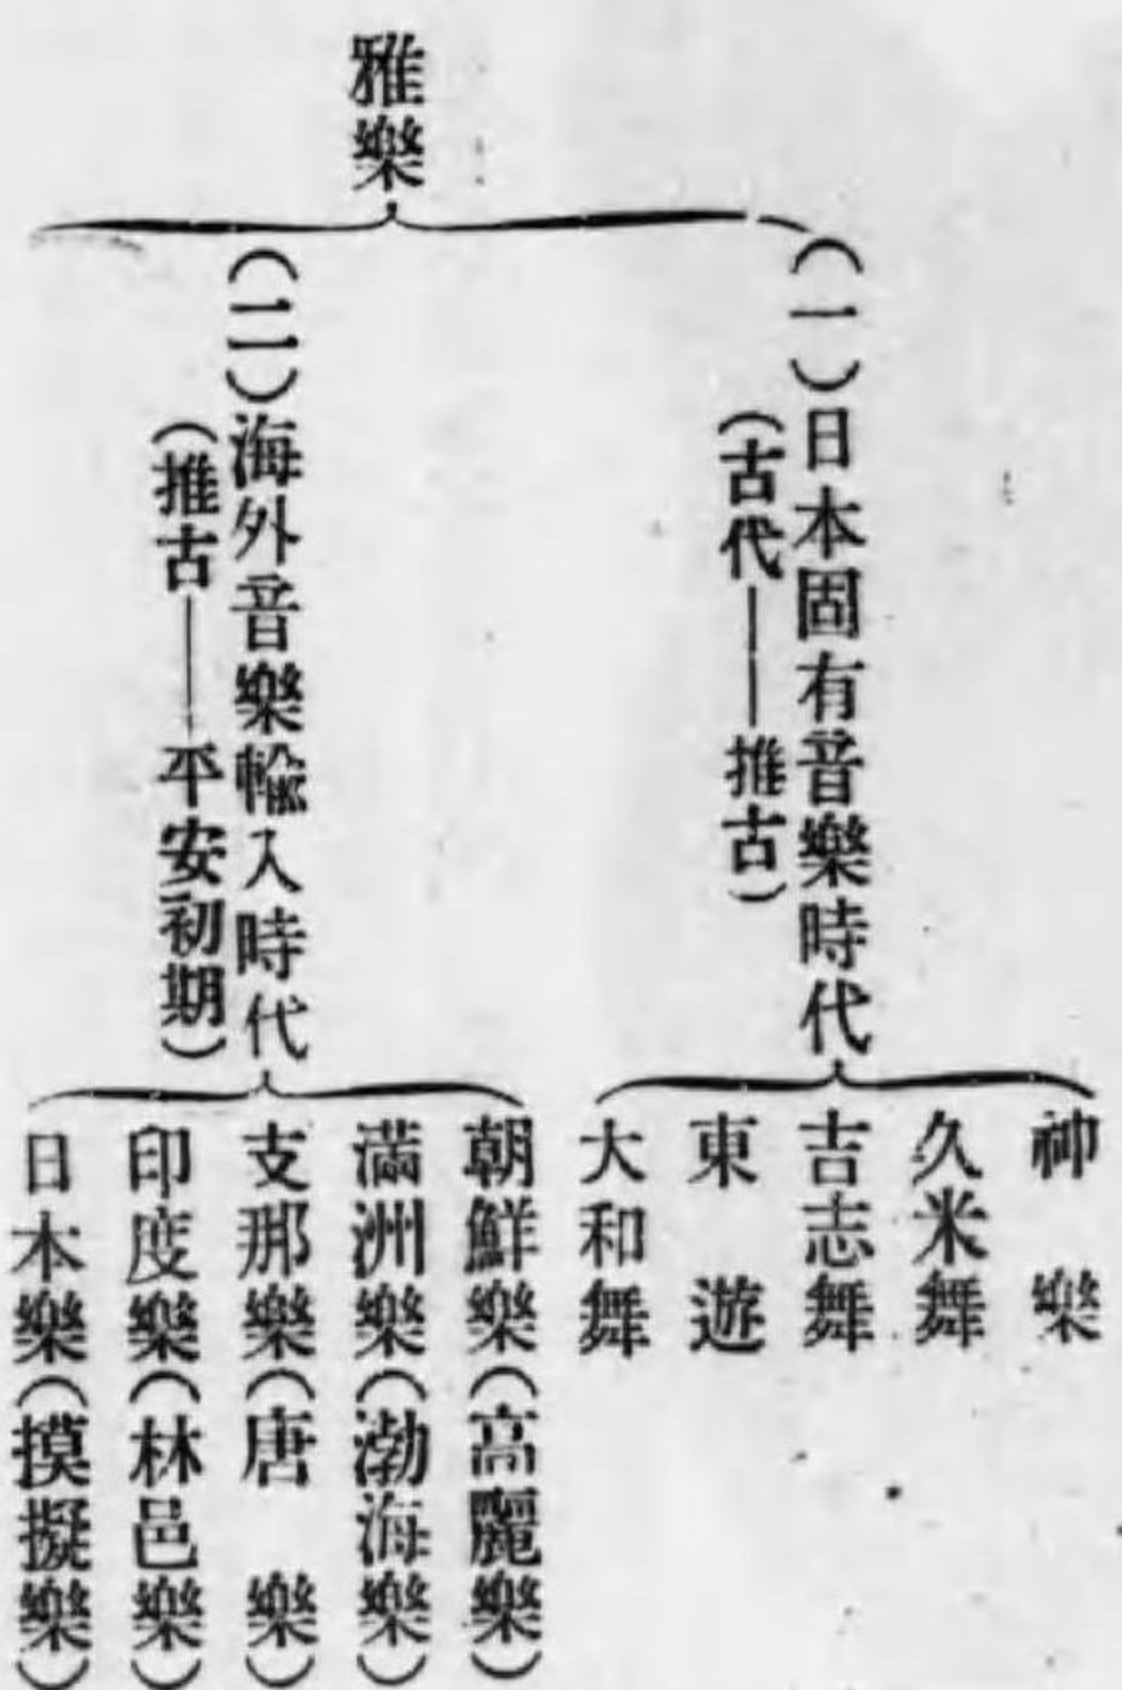 雅樂
(一)日本固有音樂時代
(古代——推古)
神樂
久米舞
吉志舞
東遊
大和舞
(二)海外音樂輸入時代
(推古——平安初期)
朝鮮樂(高麗樂)
滿洲樂(渤海樂)
支那樂(唐樂)
印度樂(林邑樂)
日本樂(摸擬樂)